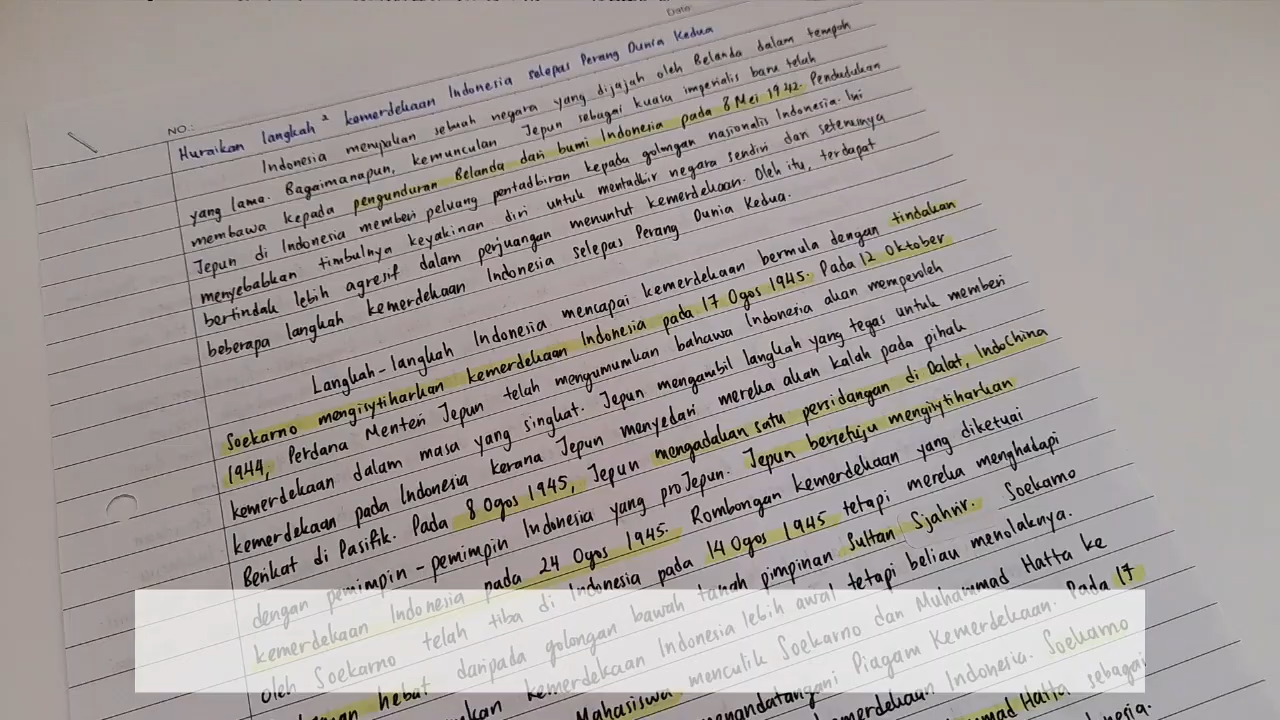 Date
NO.:
Huraikan langkah² kemerdekaan Indonesia selepas Perang Dunia Kedua
Indonesia merupakan sebuah negara yang dijajah oleh Belanda dalam tempoh
yang lama. Bagaimanapun, kemunculan Jepun sebagai kuasa imperialis baru telah
membawa kepada pengunduran Belanda dari bumi Indonesia pada 8 Mei 1942. Pendudukan
Jepun di Indonesia memberi peluang pentadbiran kepada golongan nasionalis Indonesia. Ini
menyebabkan timbulnya keyakinan diri untuk mentadbir negara sendiri dan seterusnya
bertindak lebih agresif dalam perjuangan menuntut kemerdekaan. Oleh itu, terdapat
beberapa langkah kemerdekaan Indonesia selepas Perang Dunia Kedua.
Langkah-langkah Indonesia mencapai kemerdekaan bermula dengan tindakan
Soekarno mengisytiharkan kemerdekaan Indonesia pada 17 Ogos 1945. Pada 12 Oktober
1944, Perdana Menteri Jepun telah mengumumkan bahawa Indonesia akan memperoleh
kemerdekaan dalam masa yang singkat. Jepun mengambil langkah yang tegas untuk memberi
kemerdekaan pada Indonesia kerana Jepun menyedari mereka akan kalah pada pihak
Berikat di Pasifik. Pada 8 Ogos 1945, Jepun mengadakan satu persidangan di Dalat, IndoChina
dengan pemimpin-pemimpin Indonesia yang proJepun. Jepun bersetuju mengisytiharkan
kemerdekaan Indonesia pada 24 Ogos 1945. Rombongan kemerdekaan yang diketuai
oleh Soekarno telah tiba di Indonesia pada 14 Ogos 1945 tetapi mereka menghadapi
hebat daripada golongan bawah tanah pimpinan Sultan Sjahrir. Soekarno
kemerdekaan Indonesia lebih awal tetapi beliau menolaknya.
Mahasiswa menculik Soekarno dan Muhammad Hatta ke
menandatangani Piagam Kemerdekaan. Pada 17
kemerdekaan Indonesia. Soekarno
Hatta sebagai